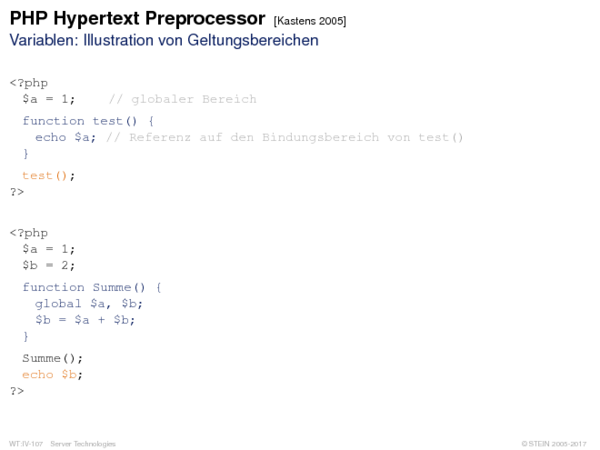 PHP Hypertext Preprocessor [Kastens 2005]
Variablen: Illustration von Geltungsbereichen
<?php
$a = 1; // globaler Bereich
function test() {
echo $a; // Referenz auf den Bindungsbereich von test()
}
test();
?>
<?php
$a = 1;
$b = 2;
function Summe() {
global $a, $b;
$b = $a + $b;
}
Summe();
echo $b;
?>
WT:IV-107 Server Technologies © STEIN 2005-2017